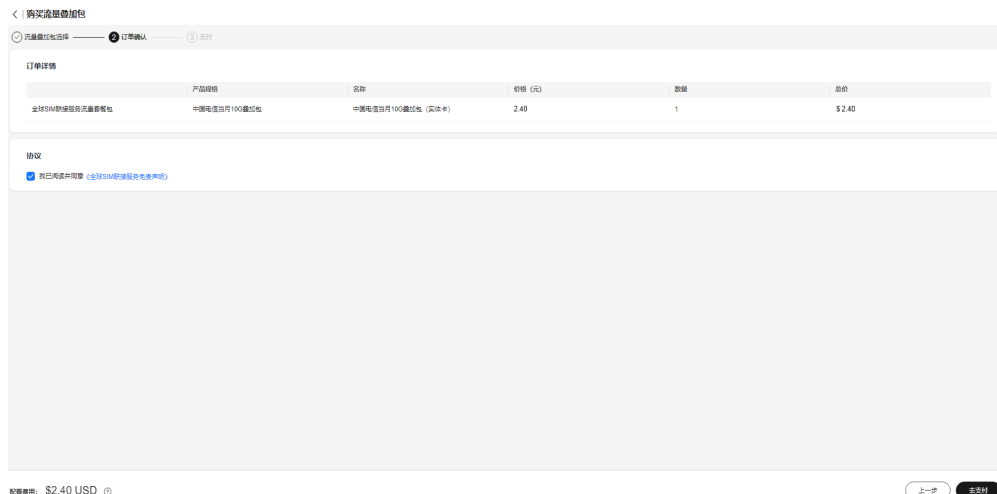 购买流量叠加包
流量叠加包选择 2 订单确认 3 支付
订单详情
产品规格 名称 价格 (元) 数量 总价
全球SIM联接服务流量套餐包 中国电信当月10G叠加包 中国电信当月10G叠加包 (实体卡) 2.40 1 $ 2.40
协议
我已阅读并同意《全球SIM联接服务免责声明》
配置费用: $2.40 USD ?
上一步 去支付